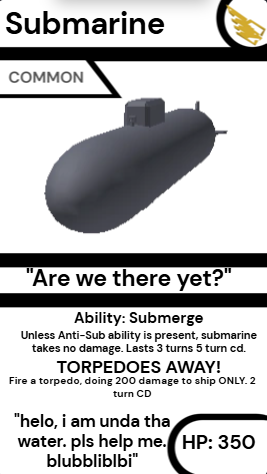 Submarine
COMMON
"Are we there yet?"
Ability: Submerge
Unless Anti-Sub ability is present, submarine
takes no damage. Lasts 3 turns 5 turn cd.
TORPEDOES AWAY!
Fire a torpedo, doing 200 damage to ship ONLY. 2
turn CD
"helo, i am unda tha
water. pls help me.
blubbliblbi"
HP: 350